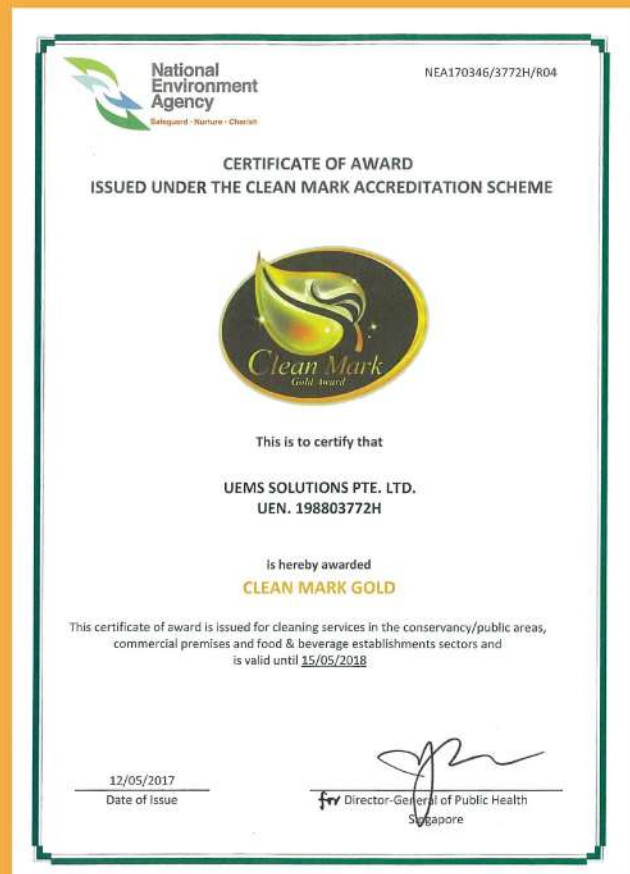 National
Environment
Agency
Safeguard · Nurture · Cherish
NEA170346/3772H/R04
CERTIFICATE OF AWARD
ISSUED UNDER THE CLEAN MARK ACCREDITATION SCHEME
Clean Mark
Gold Award
This is to certify that
UEMS SOLUTIONS PTE. LTD.
UEN. 198803772H
is hereby awarded
CLEAN MARK GOLD
This certificate of award is issued for cleaning services in the conservancy/public areas,
commercial premises and food & beverage establishments sectors and
is valid until 15/05/2018
12/05/2017
Date of Issue
for Director-General of Public Health
Singapore